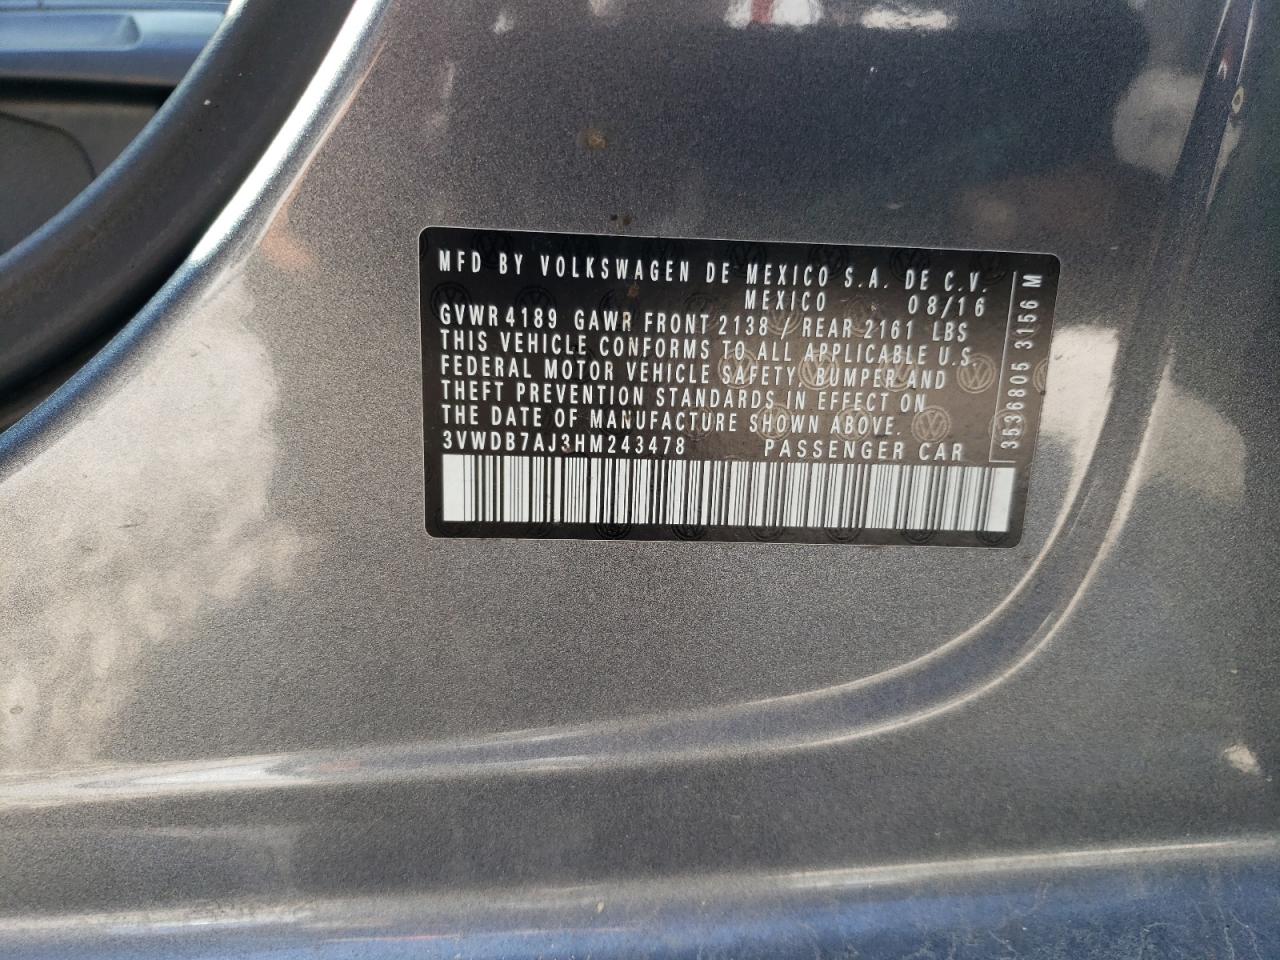 MFD BY VOLKSWAGEN DE MEXICO S.A. DE C.V.
MEXICO 08/16
GVWR 4189 GAWR FRONT 2138 / REAR 2161 LBS
THIS VEHICLE CONFORMS TO ALL APPLICABLE U.S.
FEDERAL MOTOR VEHICLE SAFETY, BUMPER AND
THEFT PREVENTION STANDARDS IN EFFECT ON
THE DATE OF MANUFACTURE SHOWN ABOVE.
3VWDB7AJ3HM243478 PASSENGER CAR
3536805 3156 M